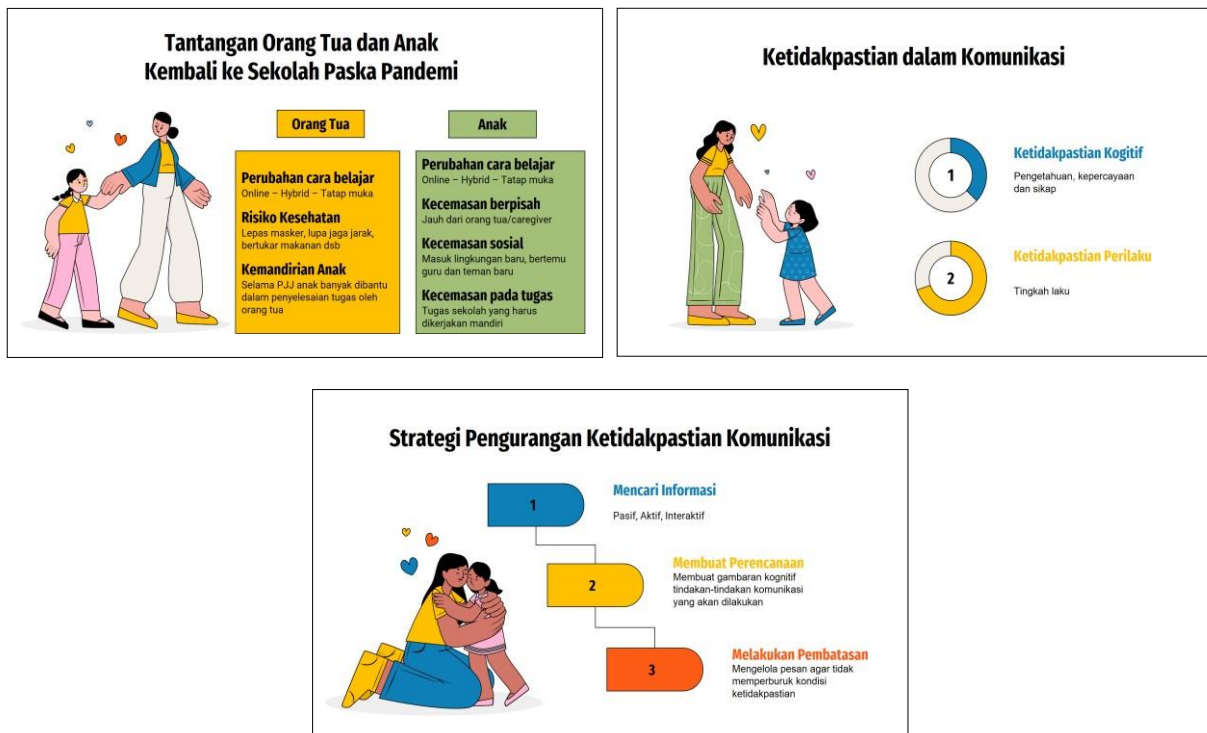 Tantangan Orang Tua dan Anak
Kembali ke Sekolah Paska Pandemi
Orang Tua
Perubahan cara belajar
Online – Hybrid – Tatap muka
Risiko Kesehatan
Lepas masker, lupa jaga jarak,
bertukar makanan dsb
Kemandirian Anak
Selama PJJ anak banyak dibantu
dalam penyelesaian tugas oleh
orang tua
Anak
Perubahan cara belajar
Online – Hybrid – Tatap muka
Kecemasan berpisah
Jauh dari orang tua/caregiver
Kecemasan sosial
Masuk lingkungan baru, bertemu
guru dan teman baru
Kecemasan pada tugas
Tugas sekolah yang harus
dikerjakan mandiri
Ketidakpastian dalam Komunikasi
1
Ketidakpastian Kogitif
Pengetahuan, kepercayaan
dan sikap
2
Ketidakpastian Perilaku
Tingkah laku
Strategi Pengurangan Ketidakpastian Komunikasi
1
Mencari Informasi
Pasif, Aktif, Interaktif
2
Membuat Perencanaan
Membuat gambaran kognitif
tindakan-tindakan komunikasi
yang akan dilakukan
3
Melakukan Pembatasan
Mengelola pesan agar tidak
memperburuk kondisi
ketidakpastian